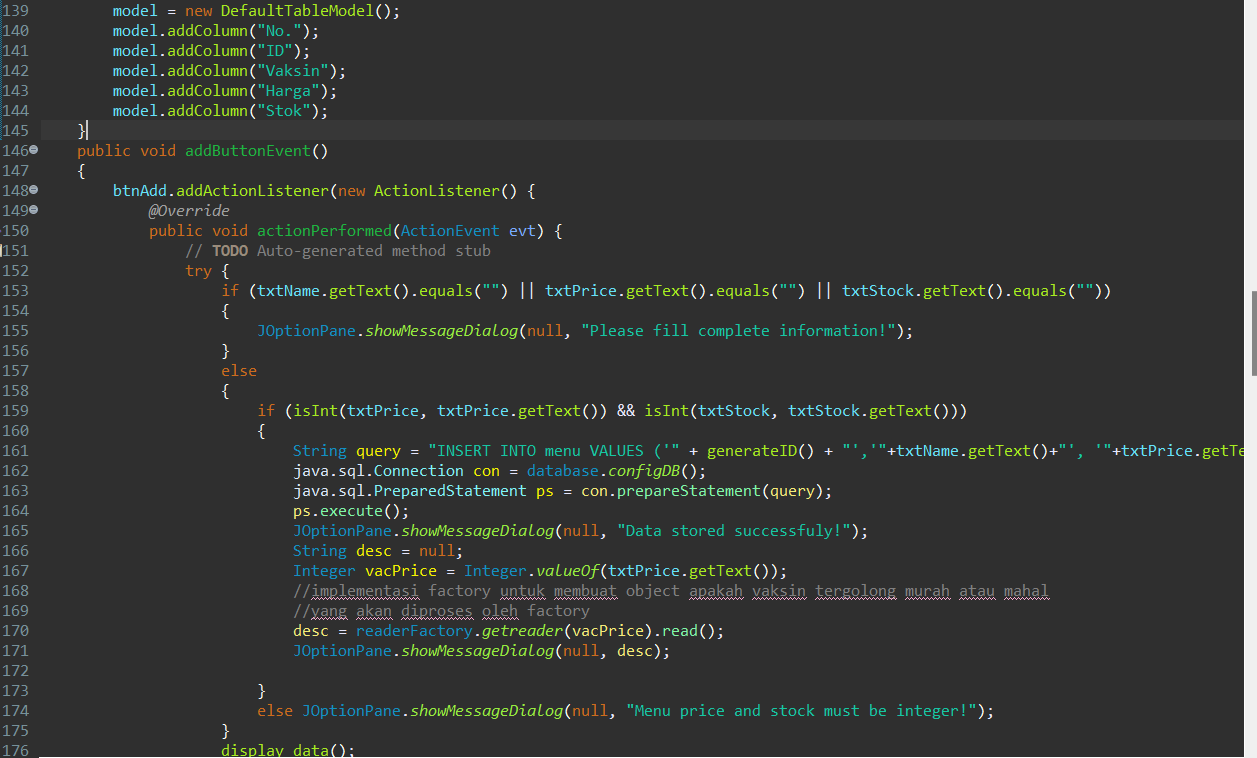 139 model = new DefaultTableModel();
140 model.addColumn("No.");
141 model.addColumn("ID");
142 model.addColumn("Vaksin");
143 model.addColumn("Harga");
144 model.addColumn("Stok");
145 }
146 public void addButtonEvent()
147 {
148 btnAdd.addActionListener(new ActionListener() {
149 @Override
150 public void actionPerformed(ActionEvent evt) {
151 // TODO Auto-generated method stub
152 try {
153 if (txtName.getText().equals("") || txtPrice.getText().equals("") || txtStock.getText().equals(""))
154 {
155 JOptionPane.showMessageDialog(null, "Please fill complete information!");
156 }
157 else
158 {
159 if (isInt(txtPrice, txtPrice.getText()) && isInt(txtStock, txtStock.getText()))
160 {
161 String query = "INSERT INTO menu VALUES ('" + generateID() + "','"+txtName.getText()+"', '"+txtPrice.getTe
162 java.sql.Connection con = database.configDB();
163 java.sql.PreparedStatement ps = con.prepareStatement(query);
164 ps.execute();
165 JOptionPane.showMessageDialog(null, "Data stored successfuly!");
166 String desc = null;
167 Integer vacPrice = Integer.valueOf(txtPrice.getText());
168 //implementasi factory untuk membuat object apakah vaksin tergolong murah atau mahal
169 //yang akan diproses oleh factory
170 desc = readerFactory.getreader(vacPrice).read();
171 JOptionPane.showMessageDialog(null, desc);
172
173 }
174 else JOptionPane.showMessageDialog(null, "Menu price and stock must be integer!");
175 }
176 display_data();